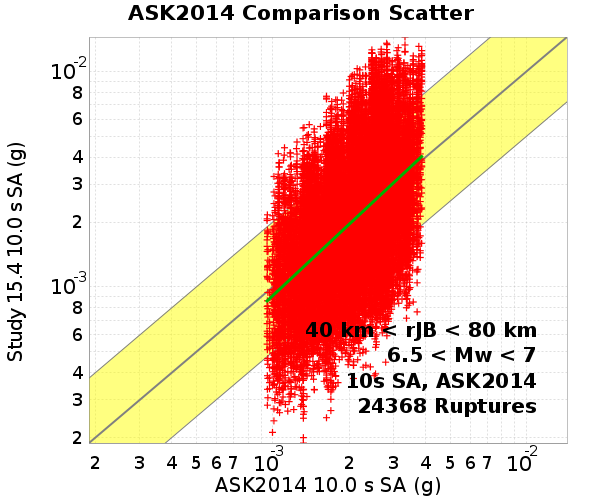 ASK2014 Comparison Scatter
Study 15.4 10.0 s SA (g)
10-2
8
6
4
3
2
10-3
8
6
4
3
2
40 km < rJB < 80 km
6.5 < Mw < 7
10s SA, ASK2014
24368 Ruptures
2 3 4 5 6 7 10-3 2 3 4 5 6 7 10-2
ASK2014 10.0 s SA (g)